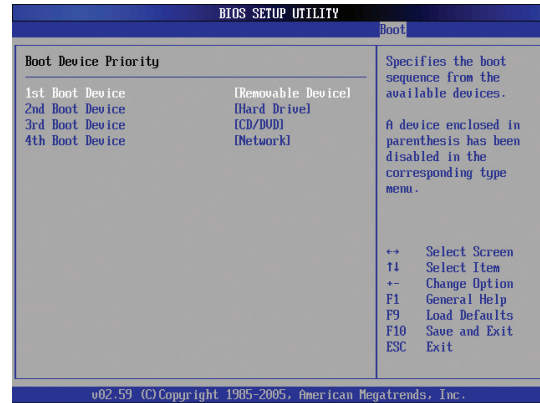 BIOS SETUP UTILITY
Boot
Boot Device Priority
1st Boot Device [Removable Device]
2nd Boot Device [Hard Drive]
3rd Boot Device [CD/DVD]
4th Boot Device [Network]
Specifies the boot
sequence from the
available devices.
A device enclosed in
parenthesis has been
disabled in the
corresponding type
menu.
↔ Select Screen
↑↓ Select Item
+- Change Option
F1 General Help
F9 Load Defaults
F10 Save and Exit
ESC Exit
v02.59 (C)Copyright 1985-2005, American Megatrends, Inc.